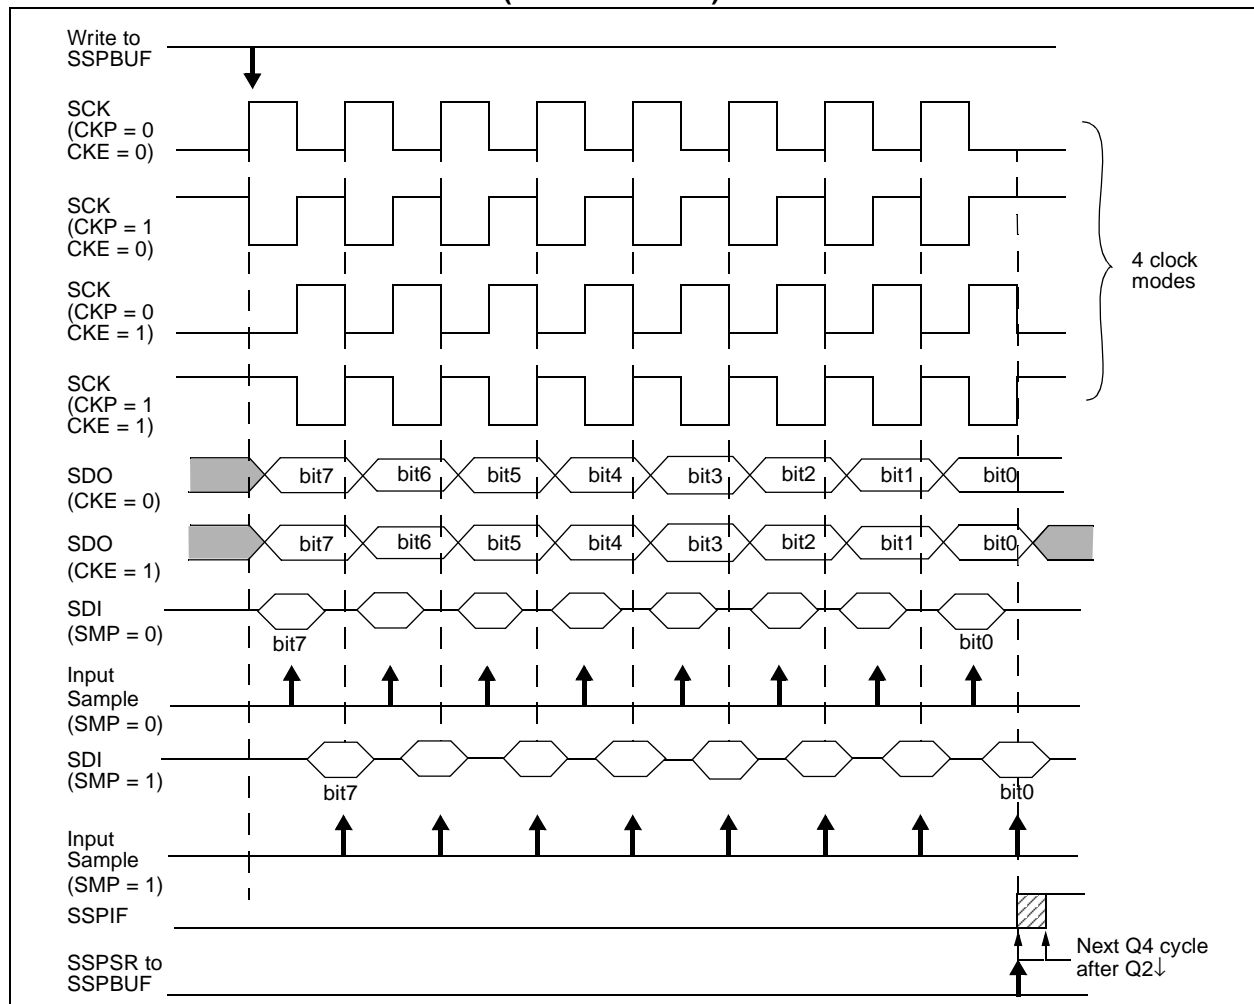 Write to
SSPBUF
SCK
(CKP = 0
CKE = 0)
SCK
(CKP = 1
CKE = 0)
4 clock
modes
SCK
(CKP = 0
CKE = 1)
SCK
(CKP = 1
CKE = 1)
SDO
(CKE = 0)
bit7 bit6 bit5 bit4 bit3 bit2 bit1 bit0
SDO
(CKE = 1)
bit7 bit6 bit5 bit4 bit3 bit2 bit1 bit0
SDI
(SMP = 0)
bit7 bit0
Input
Sample
(SMP = 0)
SDI
(SMP = 1)
bit7 bit0
Input
Sample
(SMP = 1)
SSPIF
Next Q4 cycle
after Q2↓
SSPSR to
SSPBUF